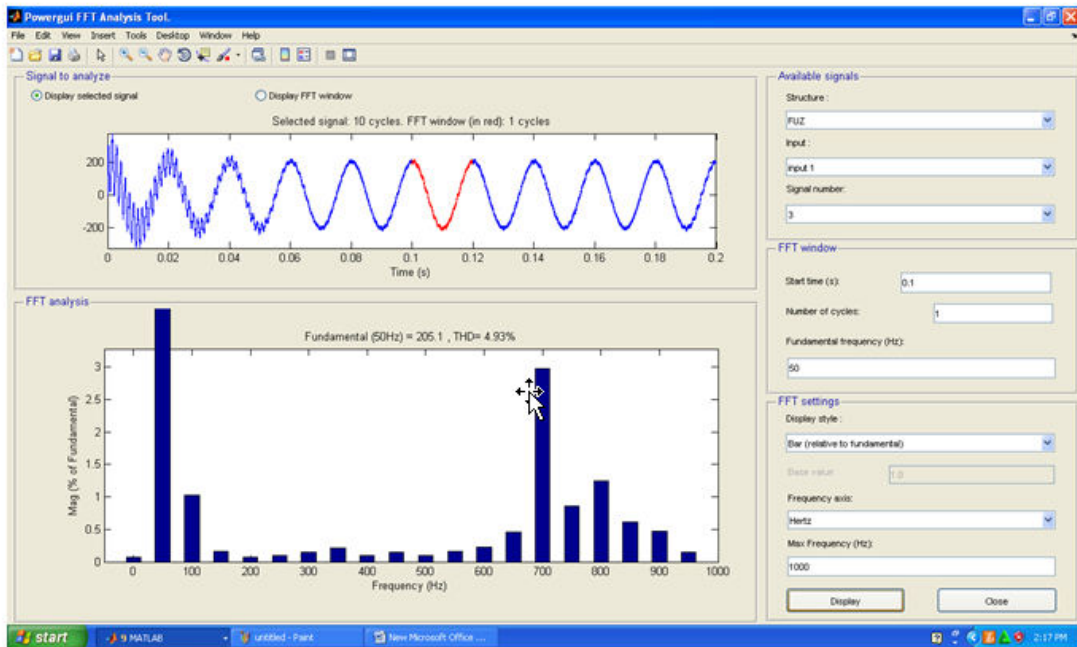 Powergui FFT Analysis Tool.
File Edit View Insert Tools Desktop Window Help
Signal to analyze
Display selected signal
Display FFT window
Selected signal: 10 cycles. FFT window (in red): 1 cycles
200
0
-200
0 0.02 0.04 0.06 0.08 0.1 0.12 0.14 0.16 0.18 0.2
Time (s)
FFT analysis
Fundamental (50Hz) = 205.1 , THD= 4.93%
3
2.5
2
1.5
1
0.5
0
Mag (% of Fundamental)
0 100 200 300 400 500 600 700 800 900 1000
Frequency (Hz)
Available signals
Structure :
FUZ
Input :
input 1
Signal number:
3
FFT window
Start time (s): 0.1
Number of cycles: 1
Fundamental frequency (Hz):
50
FFT settings
Display style :
Bar (relative to fundamental)
Base value 1.0
Frequency axis:
Hertz
Max Frequency (Hz):
1000
Display Close
start 9 MATLAB untitled - Paint New Microsoft Office ... 2:17 PM